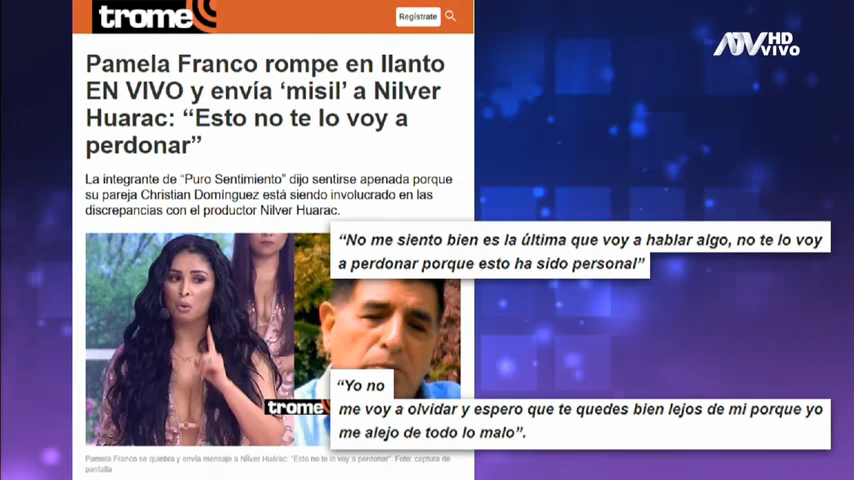 trome
Regístrate
ATV HD
VIVO
Pamela Franco rompe en llanto
EN VIVO y envía ‘misil’ a Nilver
Huarac: “Esto no te lo voy a
perdonar”
La integrante de “Puro Sentimiento” dijo sentirse apenada porque
su pareja Christian Domínguez está siendo involucrado en las
discrepancias con el productor Nilver Huarac.
“No me siento bien es la última que voy a hablar algo, no te lo voy
a perdonar porque esto ha sido personal”
“Yo no
me voy a olvidar y espero que te quedes bien lejos de mi porque yo
me alejo de todo lo malo”.
trome
Pamela Franco se quiebra y envía mensaje a Nilver Huárac: “Esto no te lo voy a perdonar”. Foto: captura de
pantalla